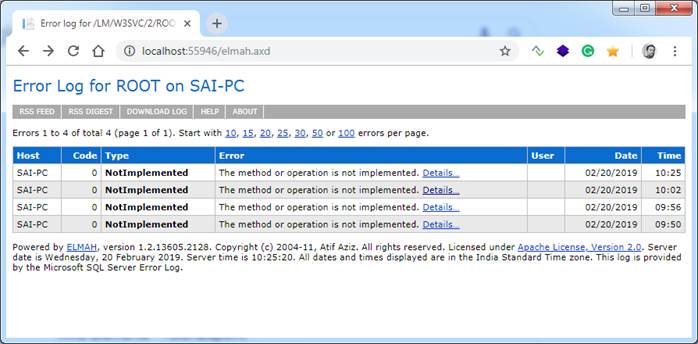 Error log for /LM/W3SVC/2/ROO
localhost:55946/elmah.axd
Error Log for ROOT on SAI-PC
RSS FEED RSS DIGEST DOWNLOAD LOG HELP ABOUT
Errors 1 to 4 of total 4 (page 1 of 1). Start with 10, 15, 20, 25, 30, 50 or 100 errors per page.
Host Code Type Error User Date Time
SAI-PC 0 NotImplemented The method or operation is not implemented. Details... 02/20/2019 10:25
SAI-PC 0 NotImplemented The method or operation is not implemented. Details... 02/20/2019 10:02
SAI-PC 0 NotImplemented The method or operation is not implemented. Details... 02/20/2019 09:56
SAI-PC 0 NotImplemented The method or operation is not implemented. Details... 02/20/2019 09:50
Powered by ELMAH, version 1.2.13605.2128. Copyright (c) 2004-11, Atif Aziz. All rights reserved. Licensed under Apache License, Version 2.0. Server
date is Wednesday, 20 February 2019. Server time is 10:25:20. All dates and times displayed are in the India Standard Time zone. This log is provided
by the Microsoft SQL Server Error Log.